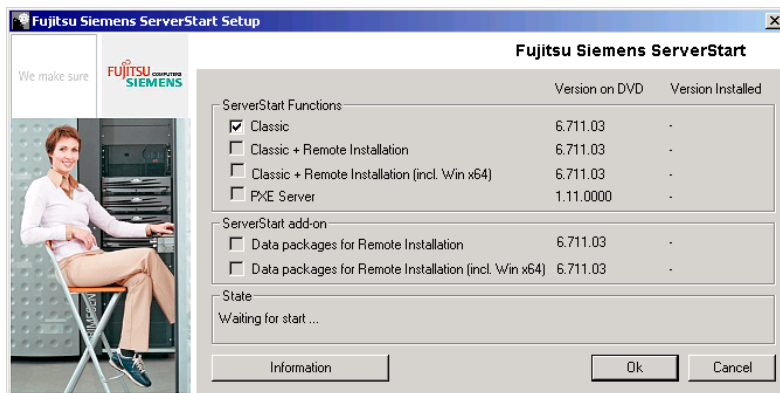 Fujitsu Siemens ServerStart Setup
We make sure
FUJITSU COMPUTERS
SIEMENS
Fujitsu Siemens ServerStart
Version on DVD Version Installed
ServerStart Functions
Classic 6.711.03 -
Classic + Remote Installation 6.711.03 -
Classic + Remote Installation (incl. Win x64) 6.711.03 -
PXE Server 1.11.0000 -
ServerStart add-on
Data packages for Remote Installation 6.711.03 -
Data packages for Remote Installation (incl. Win x64) 6.711.03 -
State
Waiting for start ...
Information Ok Cancel